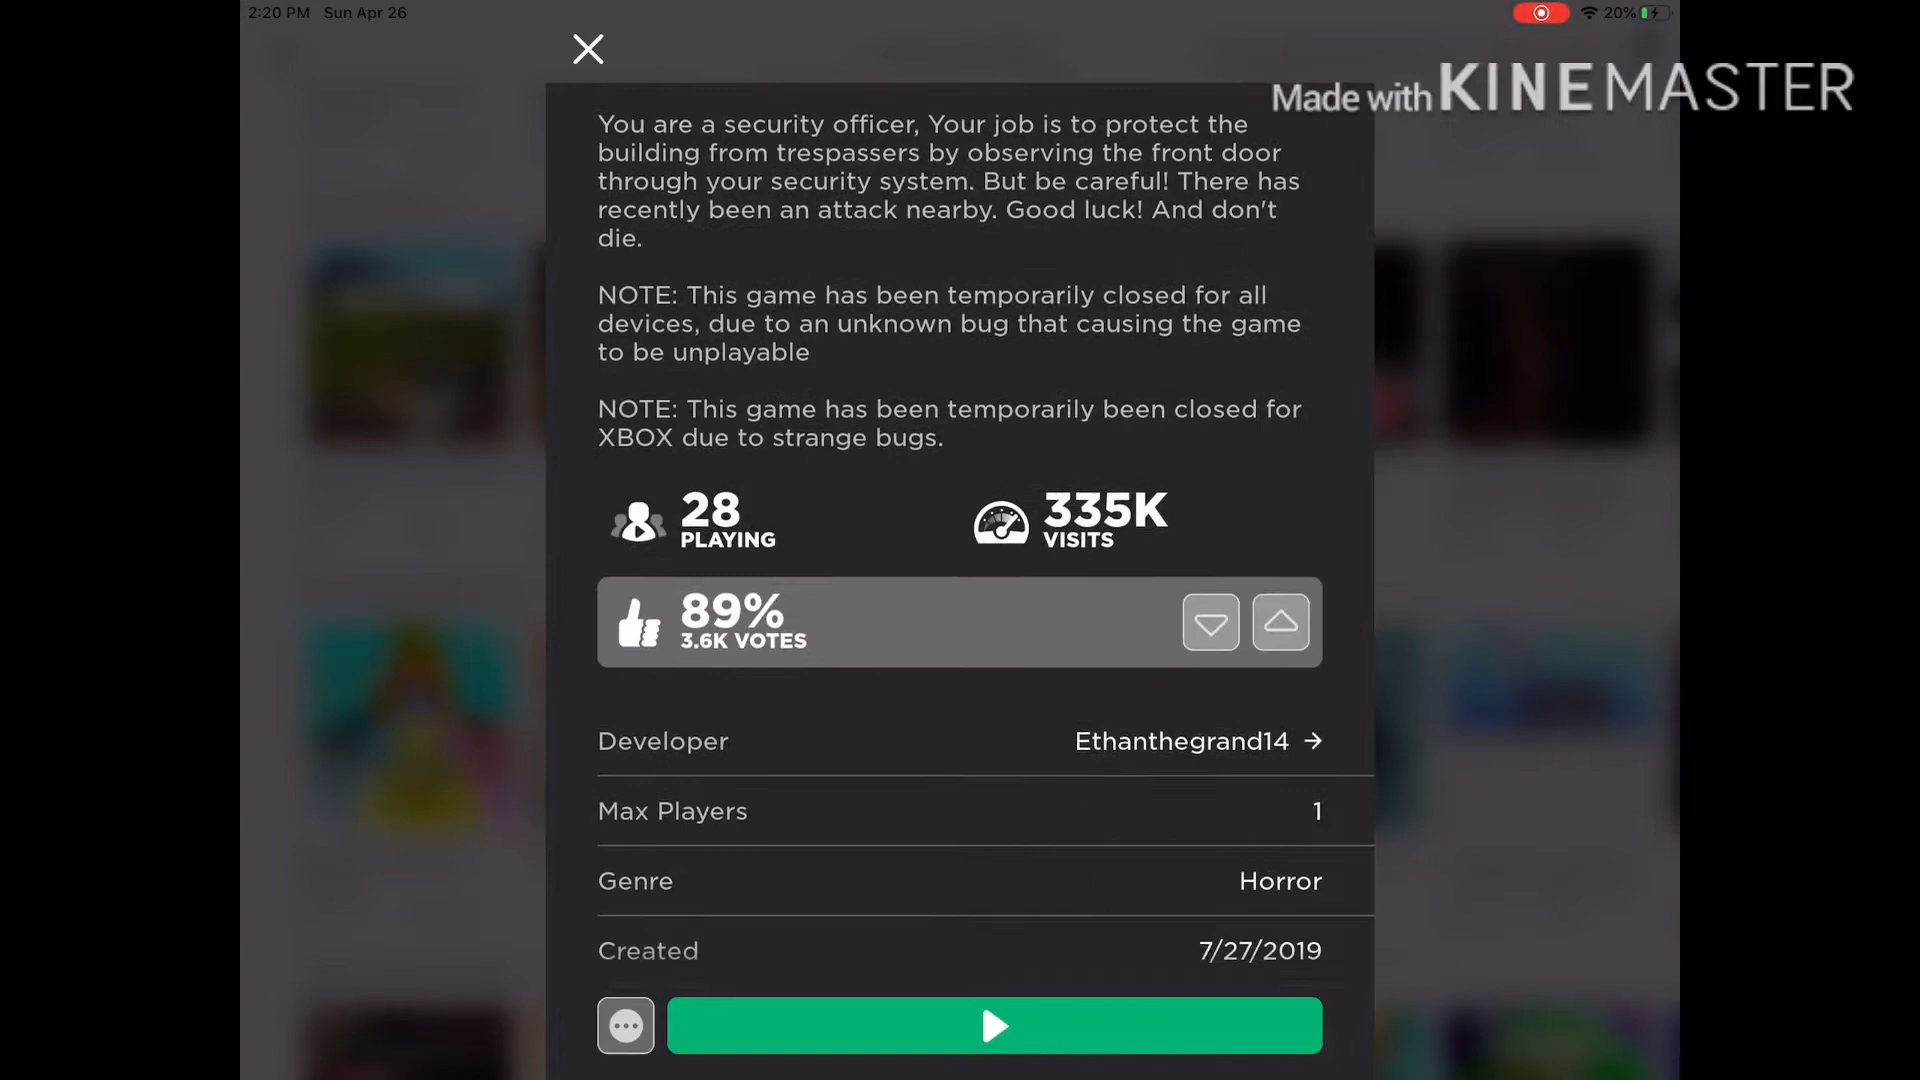 2:20 PM Sun Apr 26
20%
Made with KINEMASTER
You are a security officer, Your job is to protect the
building from trespassers by observing the front door
through your security system. But be careful! There has
recently been an attack nearby. Good luck! And don't
die.
NOTE: This game has been temporarily closed for all
devices, due to an unknown bug that causing the game
to be unplayable
NOTE: This game has been temporarily been closed for
XBOX due to strange bugs.
28
PLAYING
335K
VISITS
89%
3.6K VOTES
Developer Ethanthegrand14
Max Players 1
Genre Horror
Created 7/27/2019